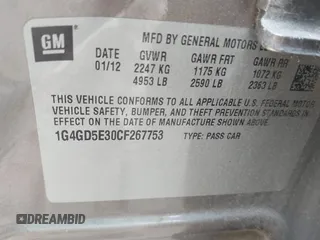 GM
MFD BY GENERAL MOTORS
DATE GVWR GAWR FRT GAWR RR
01/12 2247 KG 1175 KG 1072 KG
4953 LB 2590 LB 2363 LB
THIS VEHICLE CONFORMS TO ALL APPLICABLE U.S. FEDERAL
VEHICLE SAFETY, BUMPER, AND THEFT PREVENTION STANDARDS IN
EFFECT ON THE DATE OF MANUFACTURE SHOWN ABOVE.
1G4GD5E30CF267753 TYPE: PASS CAR
DREAMBID